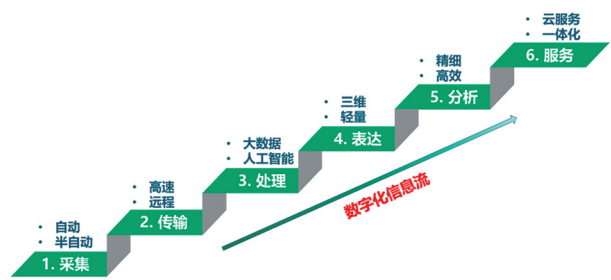 • 云服务
• 一体化
6. 服务
• 精细
• 高效
5. 分析
• 三维
• 轻量
4. 表达
• 大数据
• 人工智能
3. 处理
• 高速
• 远程
2. 传输
• 自动
• 半自动
1. 采集
数字化信息流